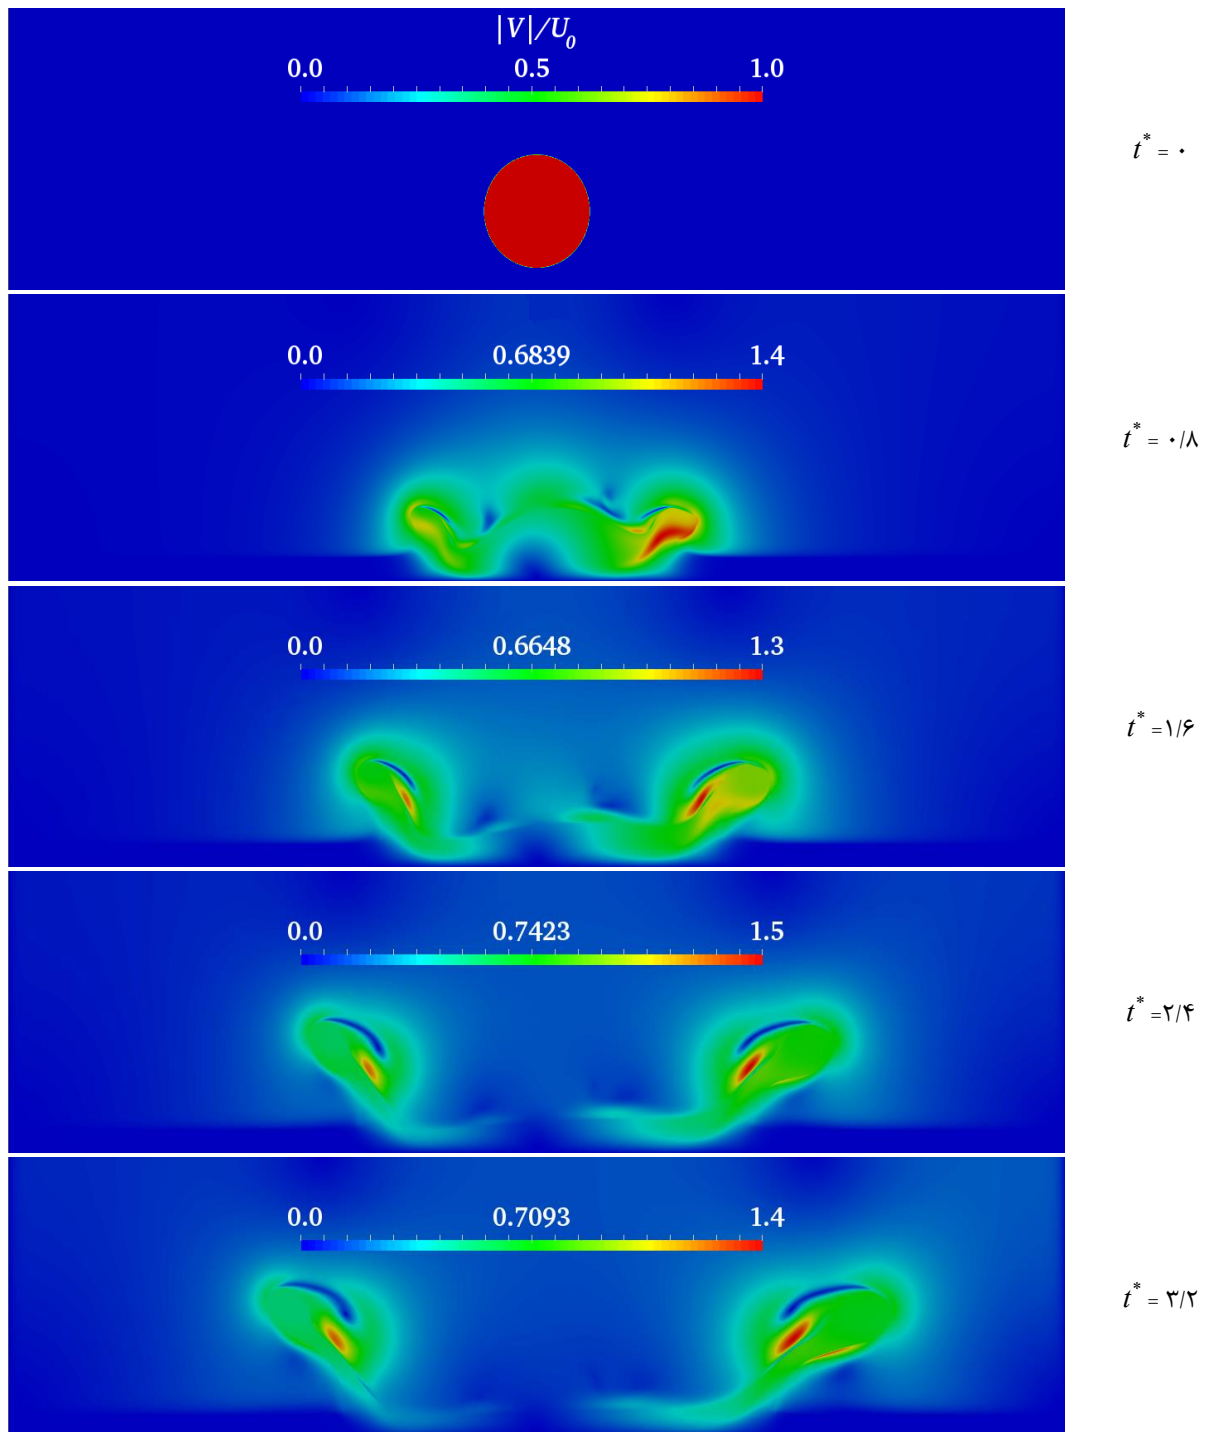 |V|/U₀
0.0 0.5 1.0
t* = ۰
0.0 0.6839 1.4
t* = ۰/۸
0.0 0.6648 1.3
t* =۱/۶
0.0 0.7423 1.5
t* =۲/۴
0.0 0.7093 1.4
t* = ۳/۲